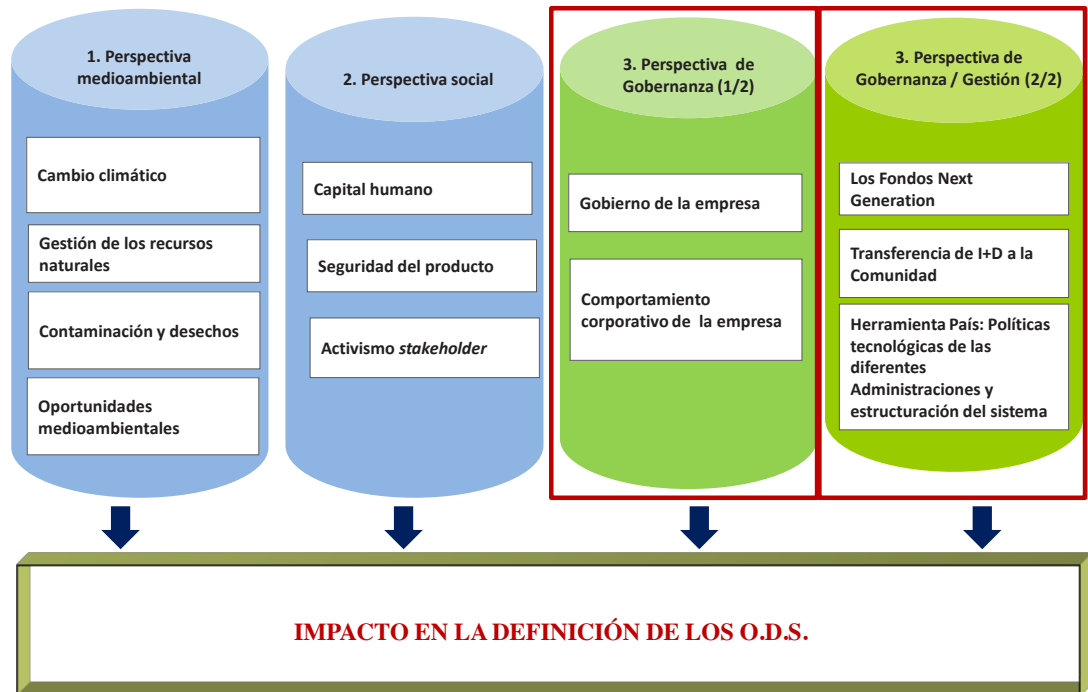 1. Perspectiva
medioambiental
Cambio climático
Gestión de los recursos
naturales
Contaminación y desechos
Oportunidades
medioambientales
2. Perspectiva social
Capital humano
Seguridad del producto
Activismo stakeholder
3. Perspectiva de
Gobernanza (1/2)
Gobierno de la empresa
Comportamiento
corporativo de la empresa
3. Perspectiva de
Gobernanza / Gestión (2/2)
Los Fondos Next
Generation
Transferencia de I+D a la
Comunidad
Herramienta País: Políticas
tecnológicas de las
diferentes
Administraciones y
estructuración del sistema
IMPACTO EN LA DEFINICIÓN DE LOS O.D.S.